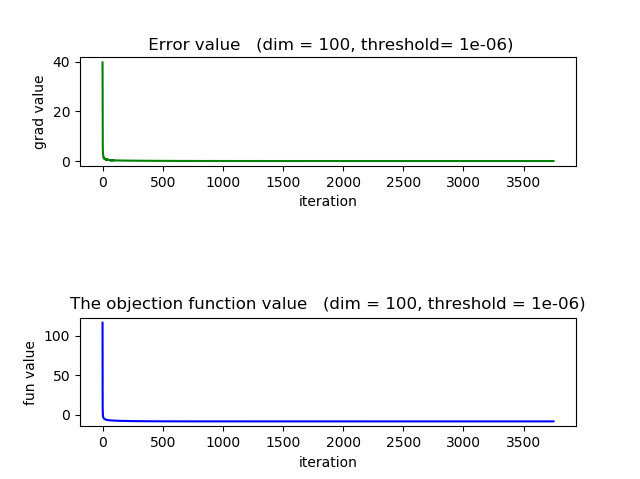 Error value   (dim = 100, threshold= 1e-06)
grad value
40
20
0
0 500 1000 1500 2000 2500 3000 3500
iteration
The objection function value   (dim = 100, threshold = 1e-06)
fun value
100
50
0
0 500 1000 1500 2000 2500 3000 3500
iteration